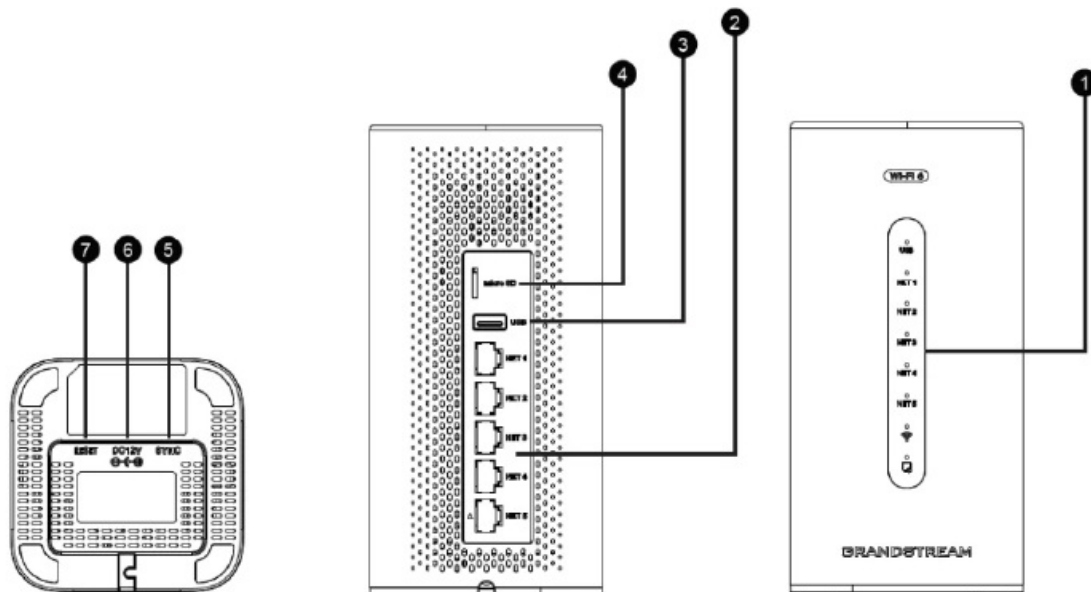 2
3
4
1
7
6
5
Wi-Fi 6
USB
NET 1
NET 2
NET 3
NET 4
NET 5
micro SD
USB
NET 1
NET 2
NET 3
NET 4
NET 5
RESET DC12V SYNC
GRANDSTREAM